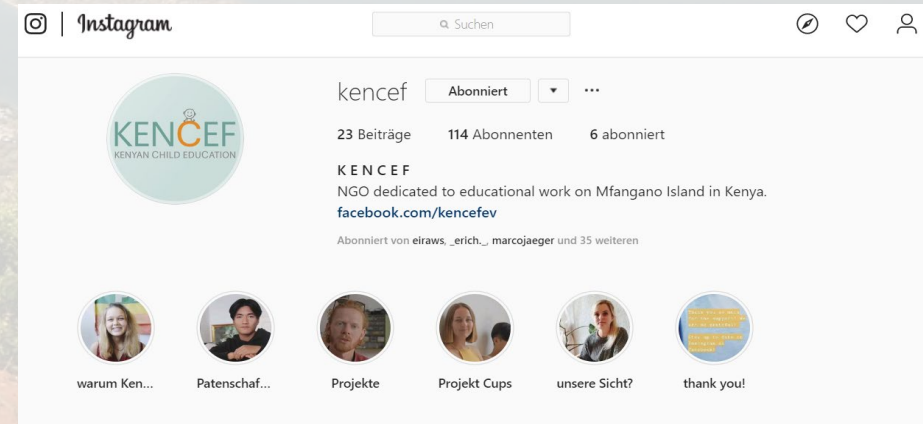 Instagram
Suchen
KENCEF
KENYAN CHILD EDUCATION
kencef Abonniert
23 Beiträge 114 Abonnenten 6 abonniert
KENCEF
NGO dedicated to educational work on Mfangano Island in Kenya.
facebook.com/kencefev
Abonniert von eiraws, _erich._, marcojaeger und 35 weiteren
warum Ken... Patenschaf... Projekte Projekt Cups unsere Sicht? thank you!